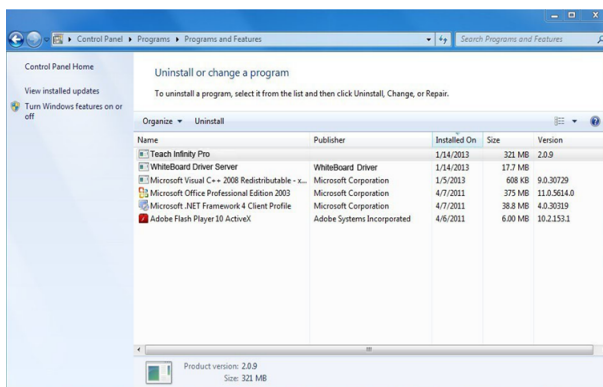 Control Panel ▸ Programs ▸ Programs and Features
Search Programs and Features
Control Panel Home
View installed updates
Turn Windows features on or off
Uninstall or change a program
To uninstall a program, select it from the list and then click Uninstall, Change, or Repair.
Organize Uninstall
Name Publisher Installed On Size Version
Teach Infinity Pro 1/14/2013 321 MB 2.0.9
WhiteBoard Driver Server WhiteBoard Driver 1/14/2013 17.7 MB
Microsoft Visual C++ 2008 Redistributable - x... Microsoft Corporation 1/5/2013 608 KB 9.0.30729
Microsoft Office Professional Edition 2003 Microsoft Corporation 4/7/2011 375 MB 11.0.5614.0
Microsoft .NET Framework 4 Client Profile Microsoft Corporation 4/7/2011 38.8 MB 4.0.30319
Adobe Flash Player 10 ActiveX Adobe Systems Incorporated 4/6/2011 6.00 MB 10.2.153.1
Product version: 2.0.9
Size: 321 MB